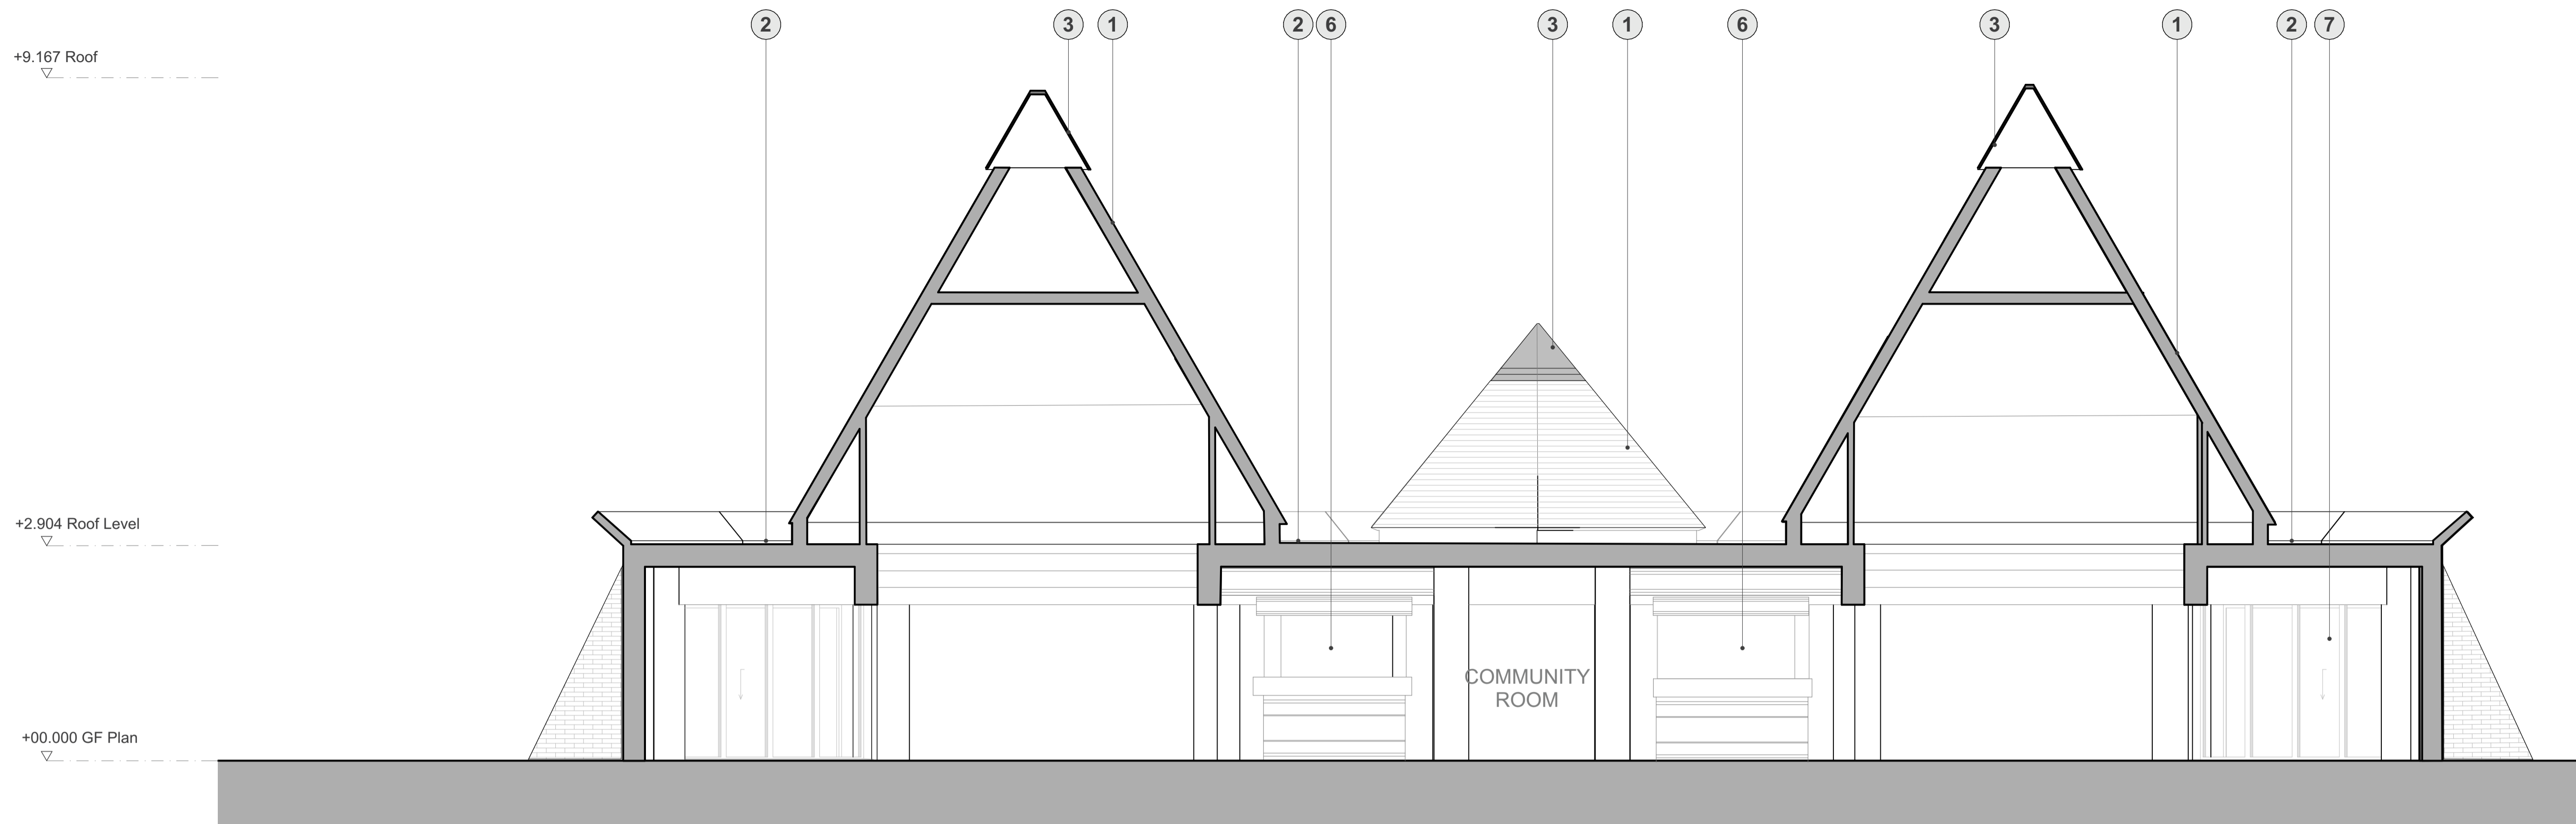 2 3 1 2 6 3 1 6 3 1 2 7
+9.167 Roof
+2.904 Roof Level
COMMUNITY
ROOM
+00.000 GF Plan